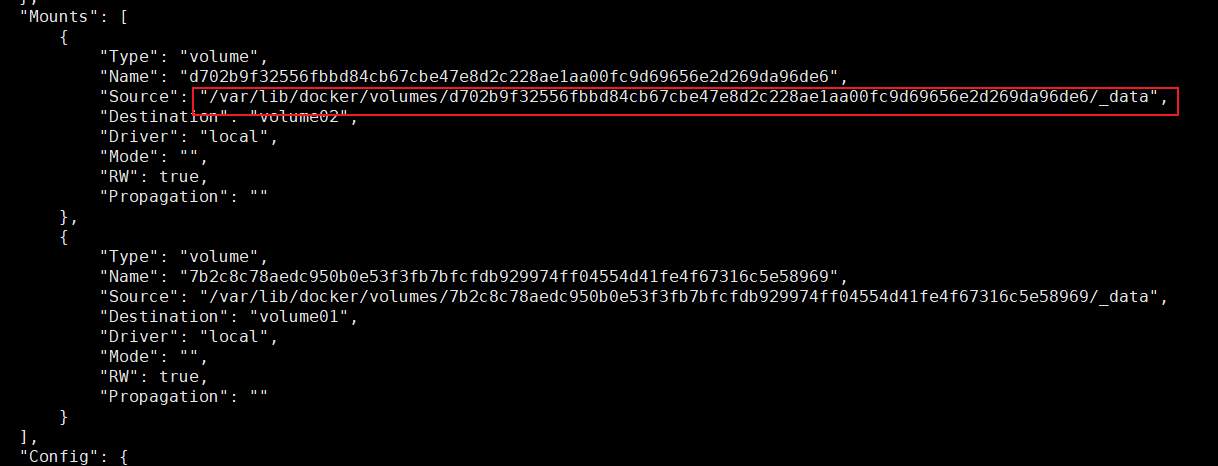 },
"Mounts": [
{
"Type": "volume",
"Name": "d702b9f32556fbbd84cb67cbe47e8d2c228ae1aa00fc9d69656e2d269da96de6",
"Source": "/var/lib/docker/volumes/d702b9f32556fbbd84cb67cbe47e8d2c228ae1aa00fc9d69656e2d269da96de6/_data",
"Destination": "volume02",
"Driver": "local",
"Mode": "",
"RW": true,
"Propagation": ""
},
{
"Type": "volume",
"Name": "7b2c8c78aedc950b0e53f3fb7bfcfdb929974ff04554d41fe4f67316c5e58969",
"Source": "/var/lib/docker/volumes/7b2c8c78aedc950b0e53f3fb7bfcfdb929974ff04554d41fe4f67316c5e58969/_data",
"Destination": "volume01",
"Driver": "local",
"Mode": "",
"RW": true,
"Propagation": ""
}
],
"Config": {